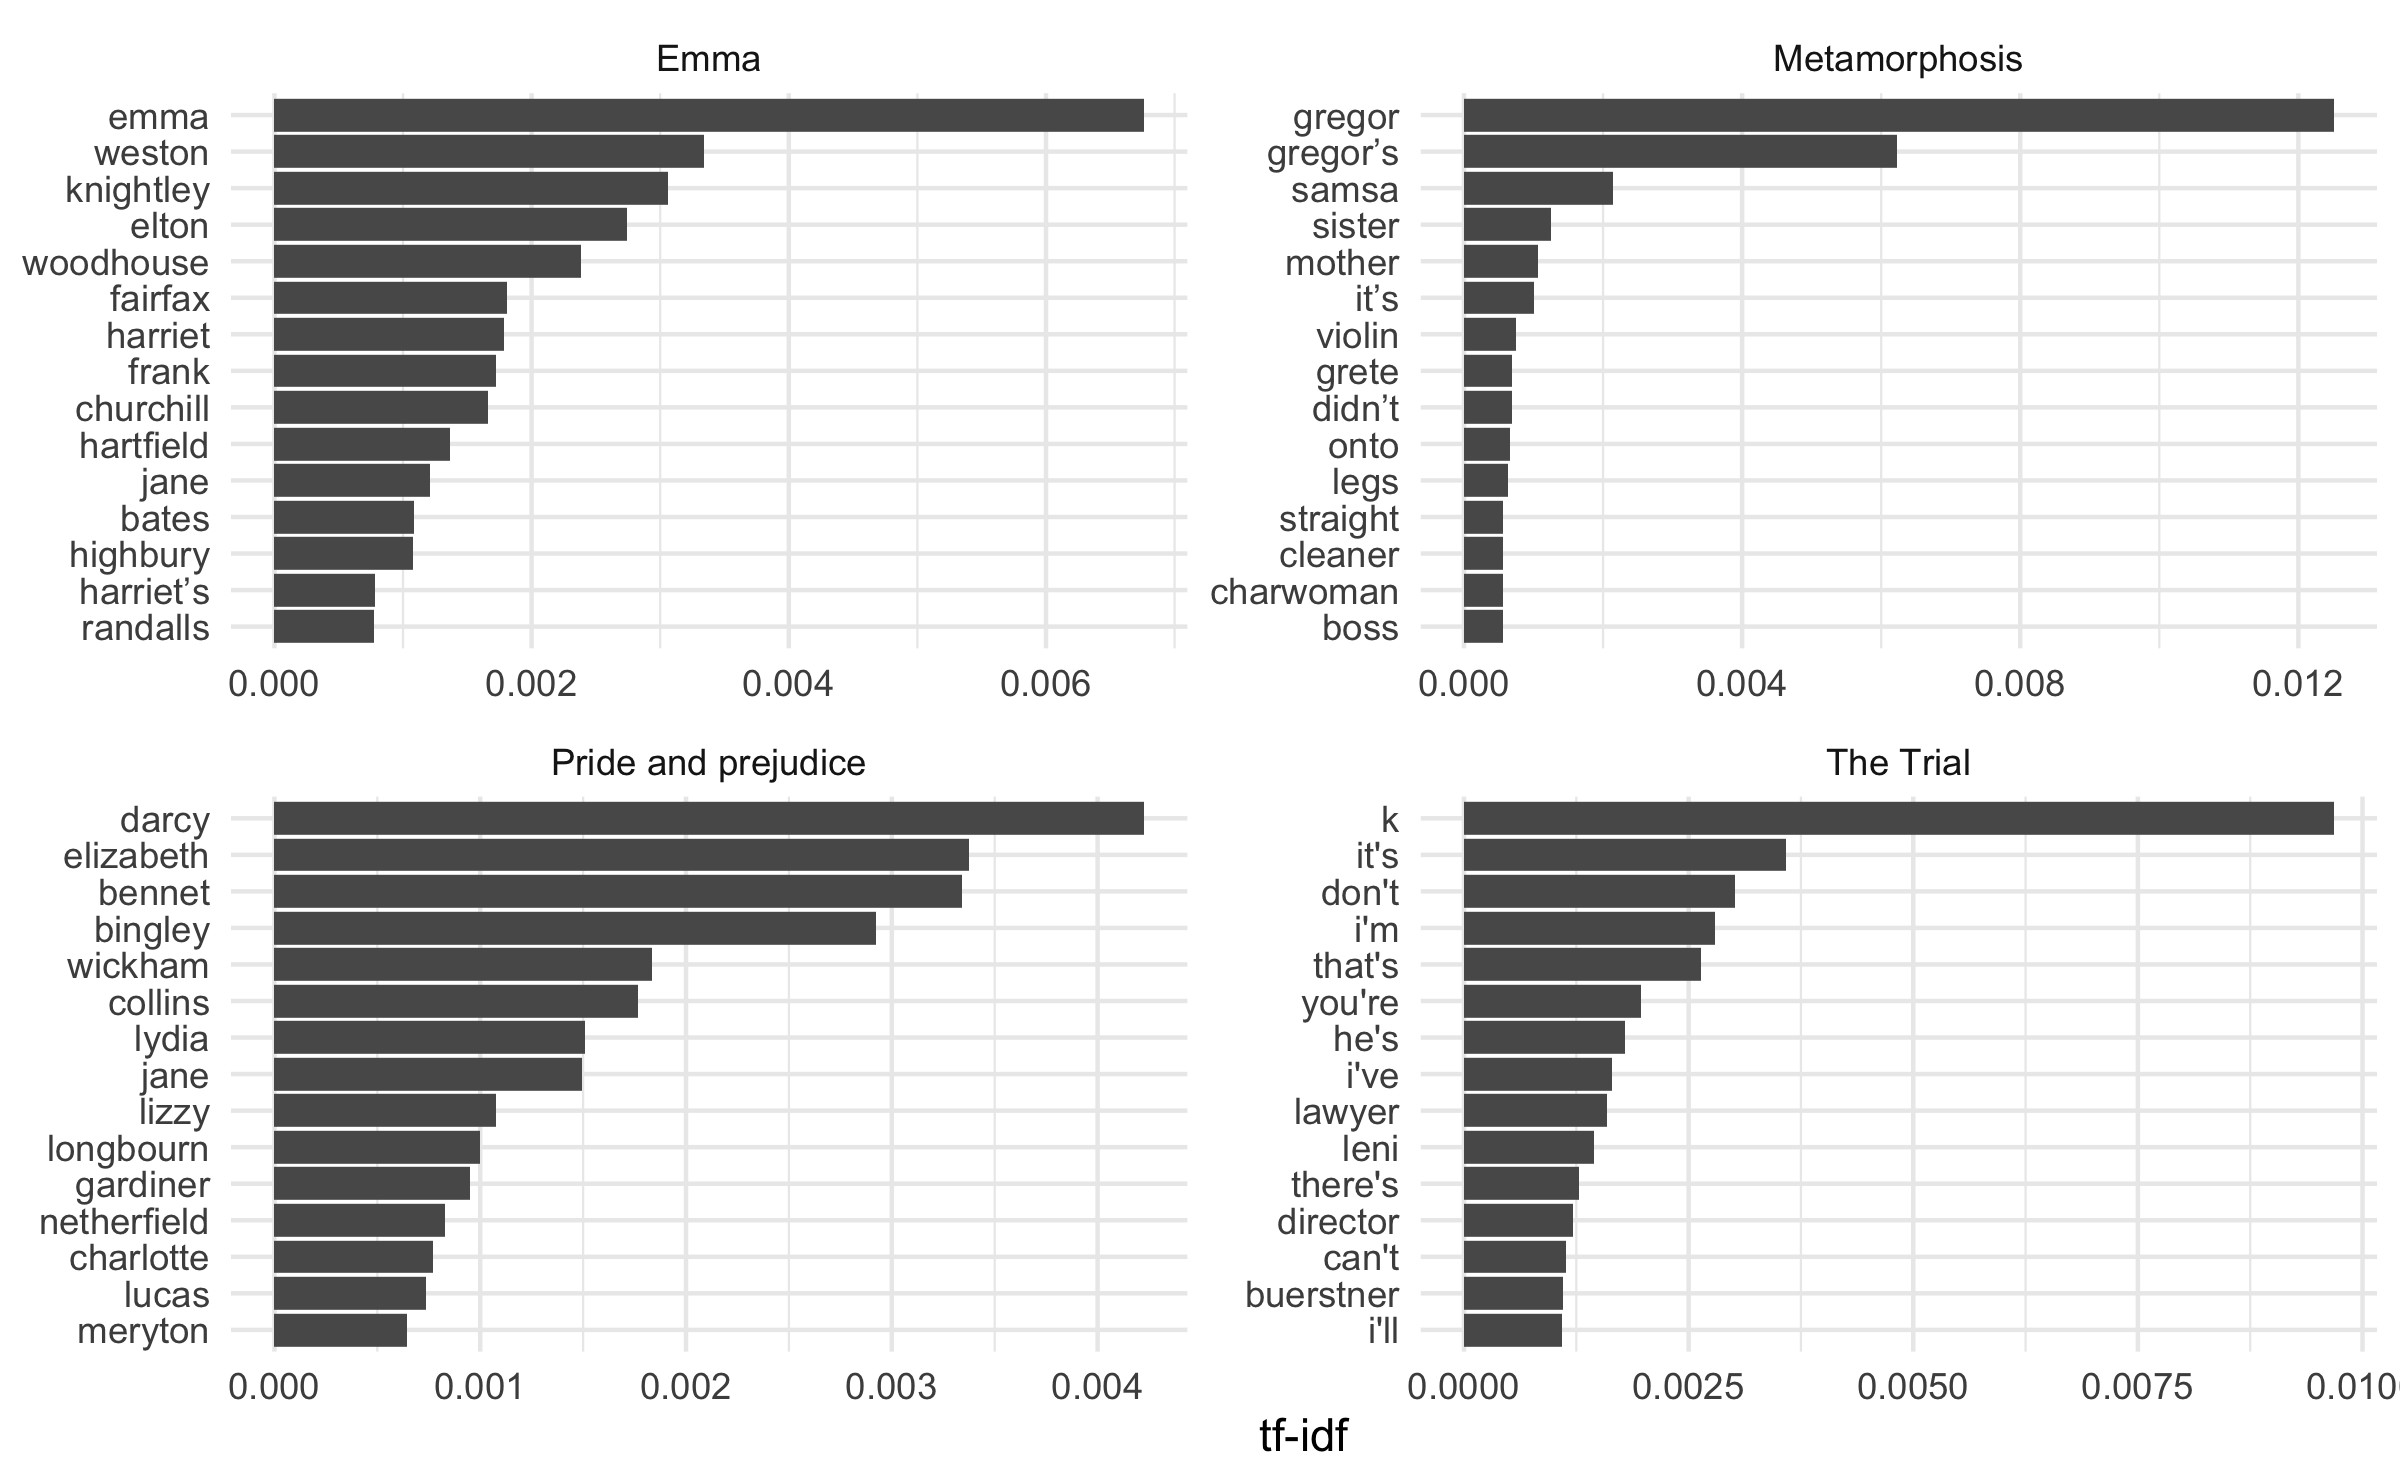 Emma
emma
weston
knightley
elton
woodhouse
fairfax
harriet
frank
churchill
hartfield
jane
bates
highbury
harriet’s
randalls
0.000 0.002 0.004 0.006
Metamorphosis
gregor
gregor’s
samsa
sister
mother
it’s
violin
grete
didn’t
onto
legs
straight
cleaner
charwoman
boss
0.000 0.004 0.008 0.012
Pride and prejudice
darcy
elizabeth
bennet
bingley
wickham
collins
lydia
jane
lizzy
longbourn
gardiner
netherfield
charlotte
lucas
meryton
0.000 0.001 0.002 0.003 0.004
The Trial
k
it's
don't
i'm
that's
you're
he's
i've
lawyer
leni
there's
director
can't
buerstner
i'll
0.0000 0.0025 0.0050 0.0075 0.010
tf-idf